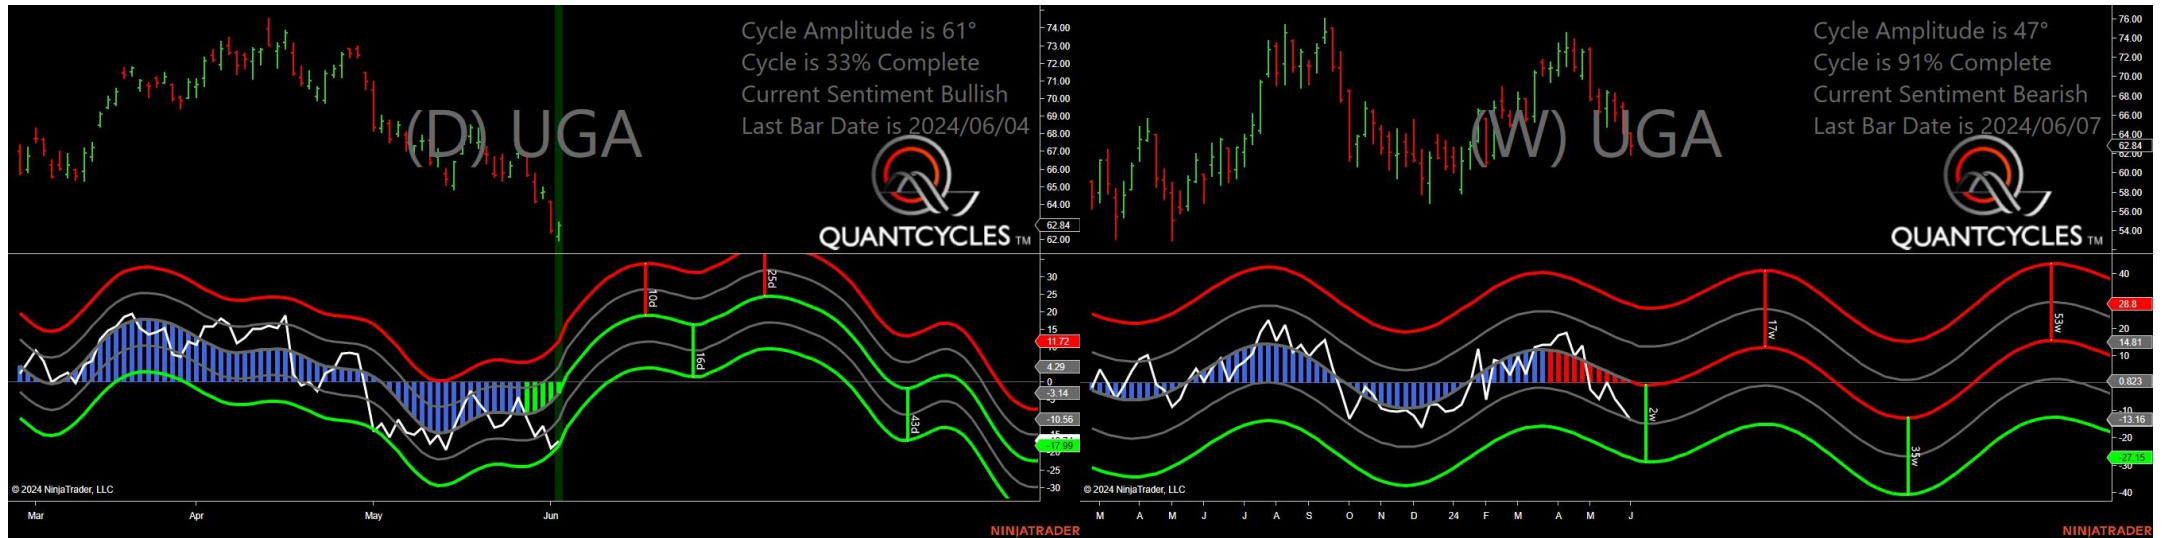 Cycle Amplitude is 61°
Cycle is 33% Complete
Current Sentiment Bullish
Last Bar Date is 2024/06/04
(D) UGA
QUANTCYCLES TM
74.00
73.00
72.00
71.00
70.00
69.00
68.00
67.00
66.00
65.00
64.00
62.84
62.00
10d
16d
25d
43d
30
25
20
15
11.72
4.29
0
-3.14
-10.56
-17.99
-20
-25
-30
© 2024 NinjaTrader, LLC
Mar Apr May Jun
NINJATRADER
Cycle Amplitude is 47°
Cycle is 91% Complete
Current Sentiment Bearish
Last Bar Date is 2024/06/07
(W) UGA
QUANTCYCLES TM
76.00
74.00
72.00
70.00
68.00
66.00
64.00
62.84
62.00
60.00
58.00
56.00
54.00
2w
17w
35w
53w
40
28.8
20
14.81
10
0.823
-10
-13.16
-20
-27.15
-30
-40
© 2024 NinjaTrader, LLC
M A M J J A S O N D 24 F M A M J
NINJATRADER